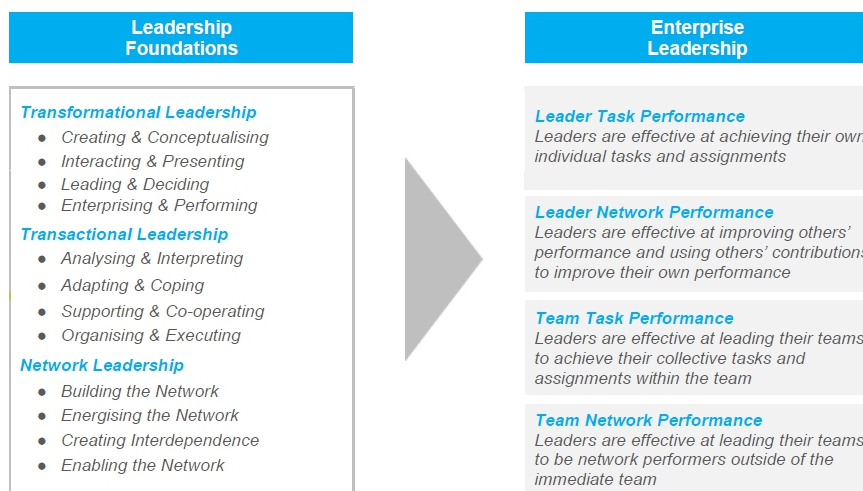 Leadership
Foundations
Transformational Leadership
● Creating & Conceptualising
● Interacting & Presenting
● Leading & Deciding
● Enterprising & Performing
Transactional Leadership
● Analysing & Interpreting
● Adapting & Coping
● Supporting & Co-operating
● Organising & Executing
Network Leadership
● Building the Network
● Energising the Network
● Creating Interdependence
● Enabling the Network
Enterprise
Leadership
Leader Task Performance
Leaders are effective at achieving their own
individual tasks and assignments
Leader Network Performance
Leaders are effective at improving others’
performance and using others’ contributions
to improve their own performance
Team Task Performance
Leaders are effective at leading their teams
to achieve their collective tasks and
assignments within the team
Team Network Performance
Leaders are effective at leading their teams
to be network performers outside of the
immediate team